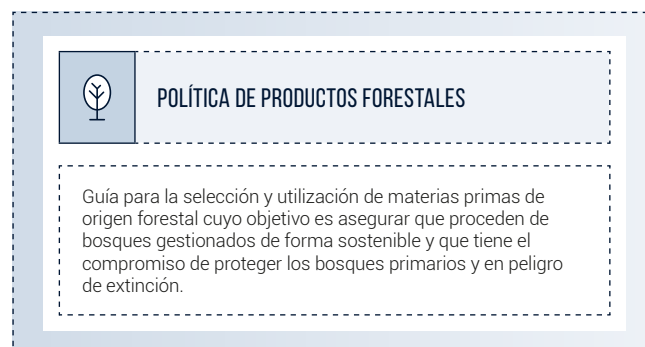 POLÍTICA DE PRODUCTOS FORESTALES
Guía para la selección y utilización de materias primas de
origen forestal cuyo objetivo es asegurar que proceden de
bosques gestionados de forma sostenible y que tiene el
compromiso de proteger los bosques primarios y en peligro
de extinción.